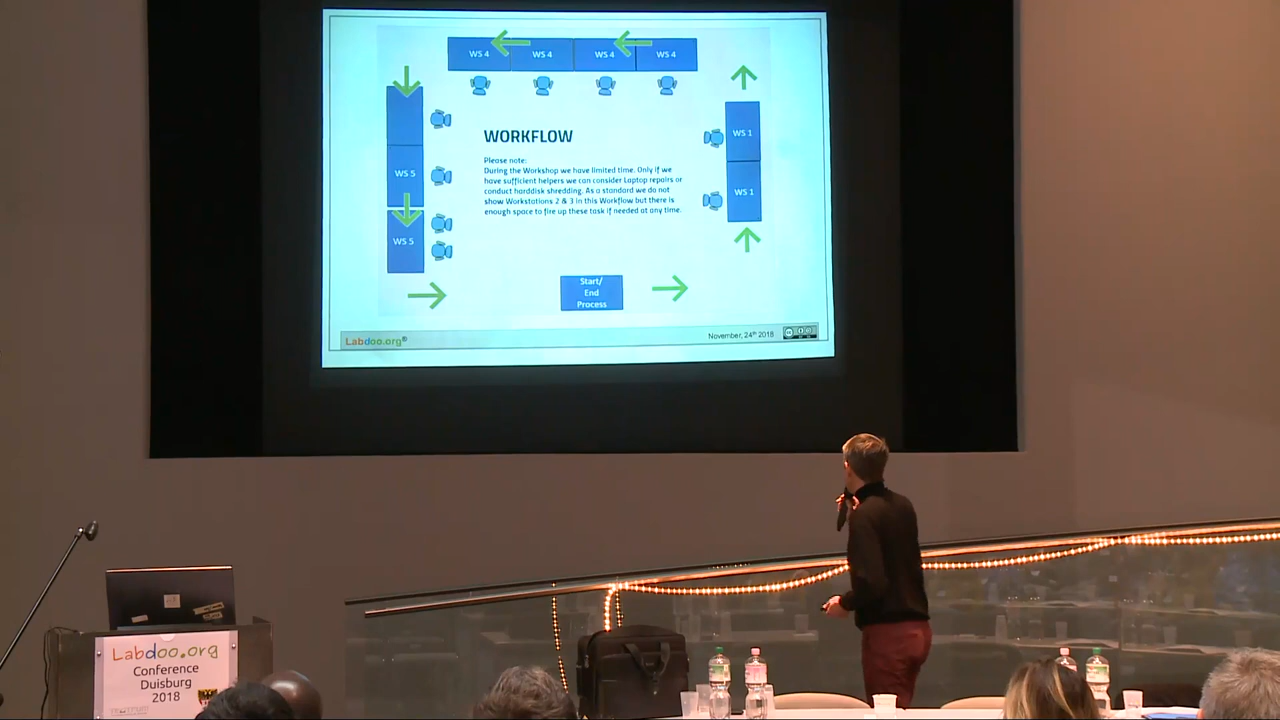 WS 4
WS 4
WS 4
WS 4
WS 1
WS 1
WS 5
WS 5
WORKFLOW
Please note:
During the Workshop we have limited time. Only if we
have sufficient helpers we can consider Laptop repairs or
conduct harddisk shredding. As a standard we do not
show Workstations 2 & 3 in this Workflow but there is
enough space to fire up these task if needed at any time.
Start/
End
Process
Labdoo.org®
November, 24th 2018
Labdoo.org
Conference
Duisburg
2018